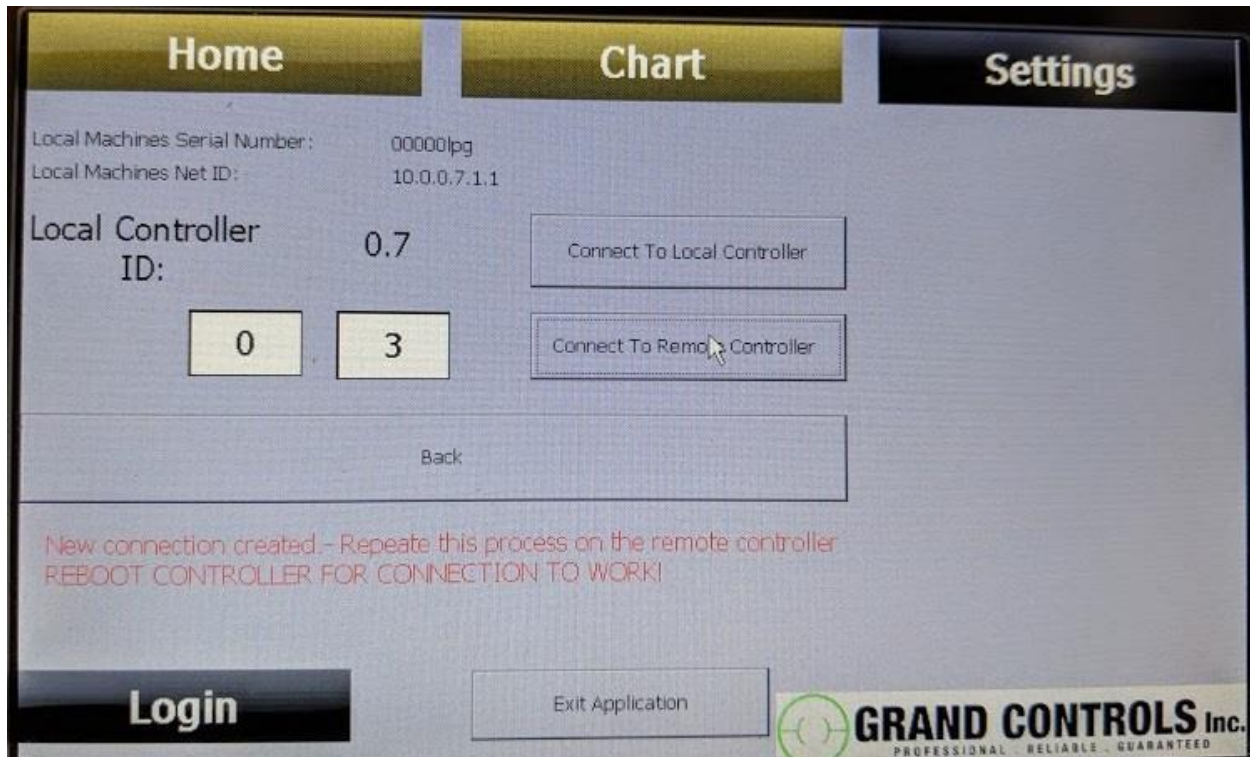 Home
Chart
Settings
Local Machines Serial Number: 00000lpg
Local Machines Net ID: 10.0.0.7.1.1
Local Controller
ID:
0.7
Connect To Local Controller
0 . 3
Connect To Remote Controller
Back
New connection created.- Repeate this process on the remote controller
REBOOT CONTROLLER FOR CONNECTION TO WORK!
Login
Exit Application
GRAND CONTROLS Inc.
PROFESSIONAL . RELIABLE . GUARANTEED